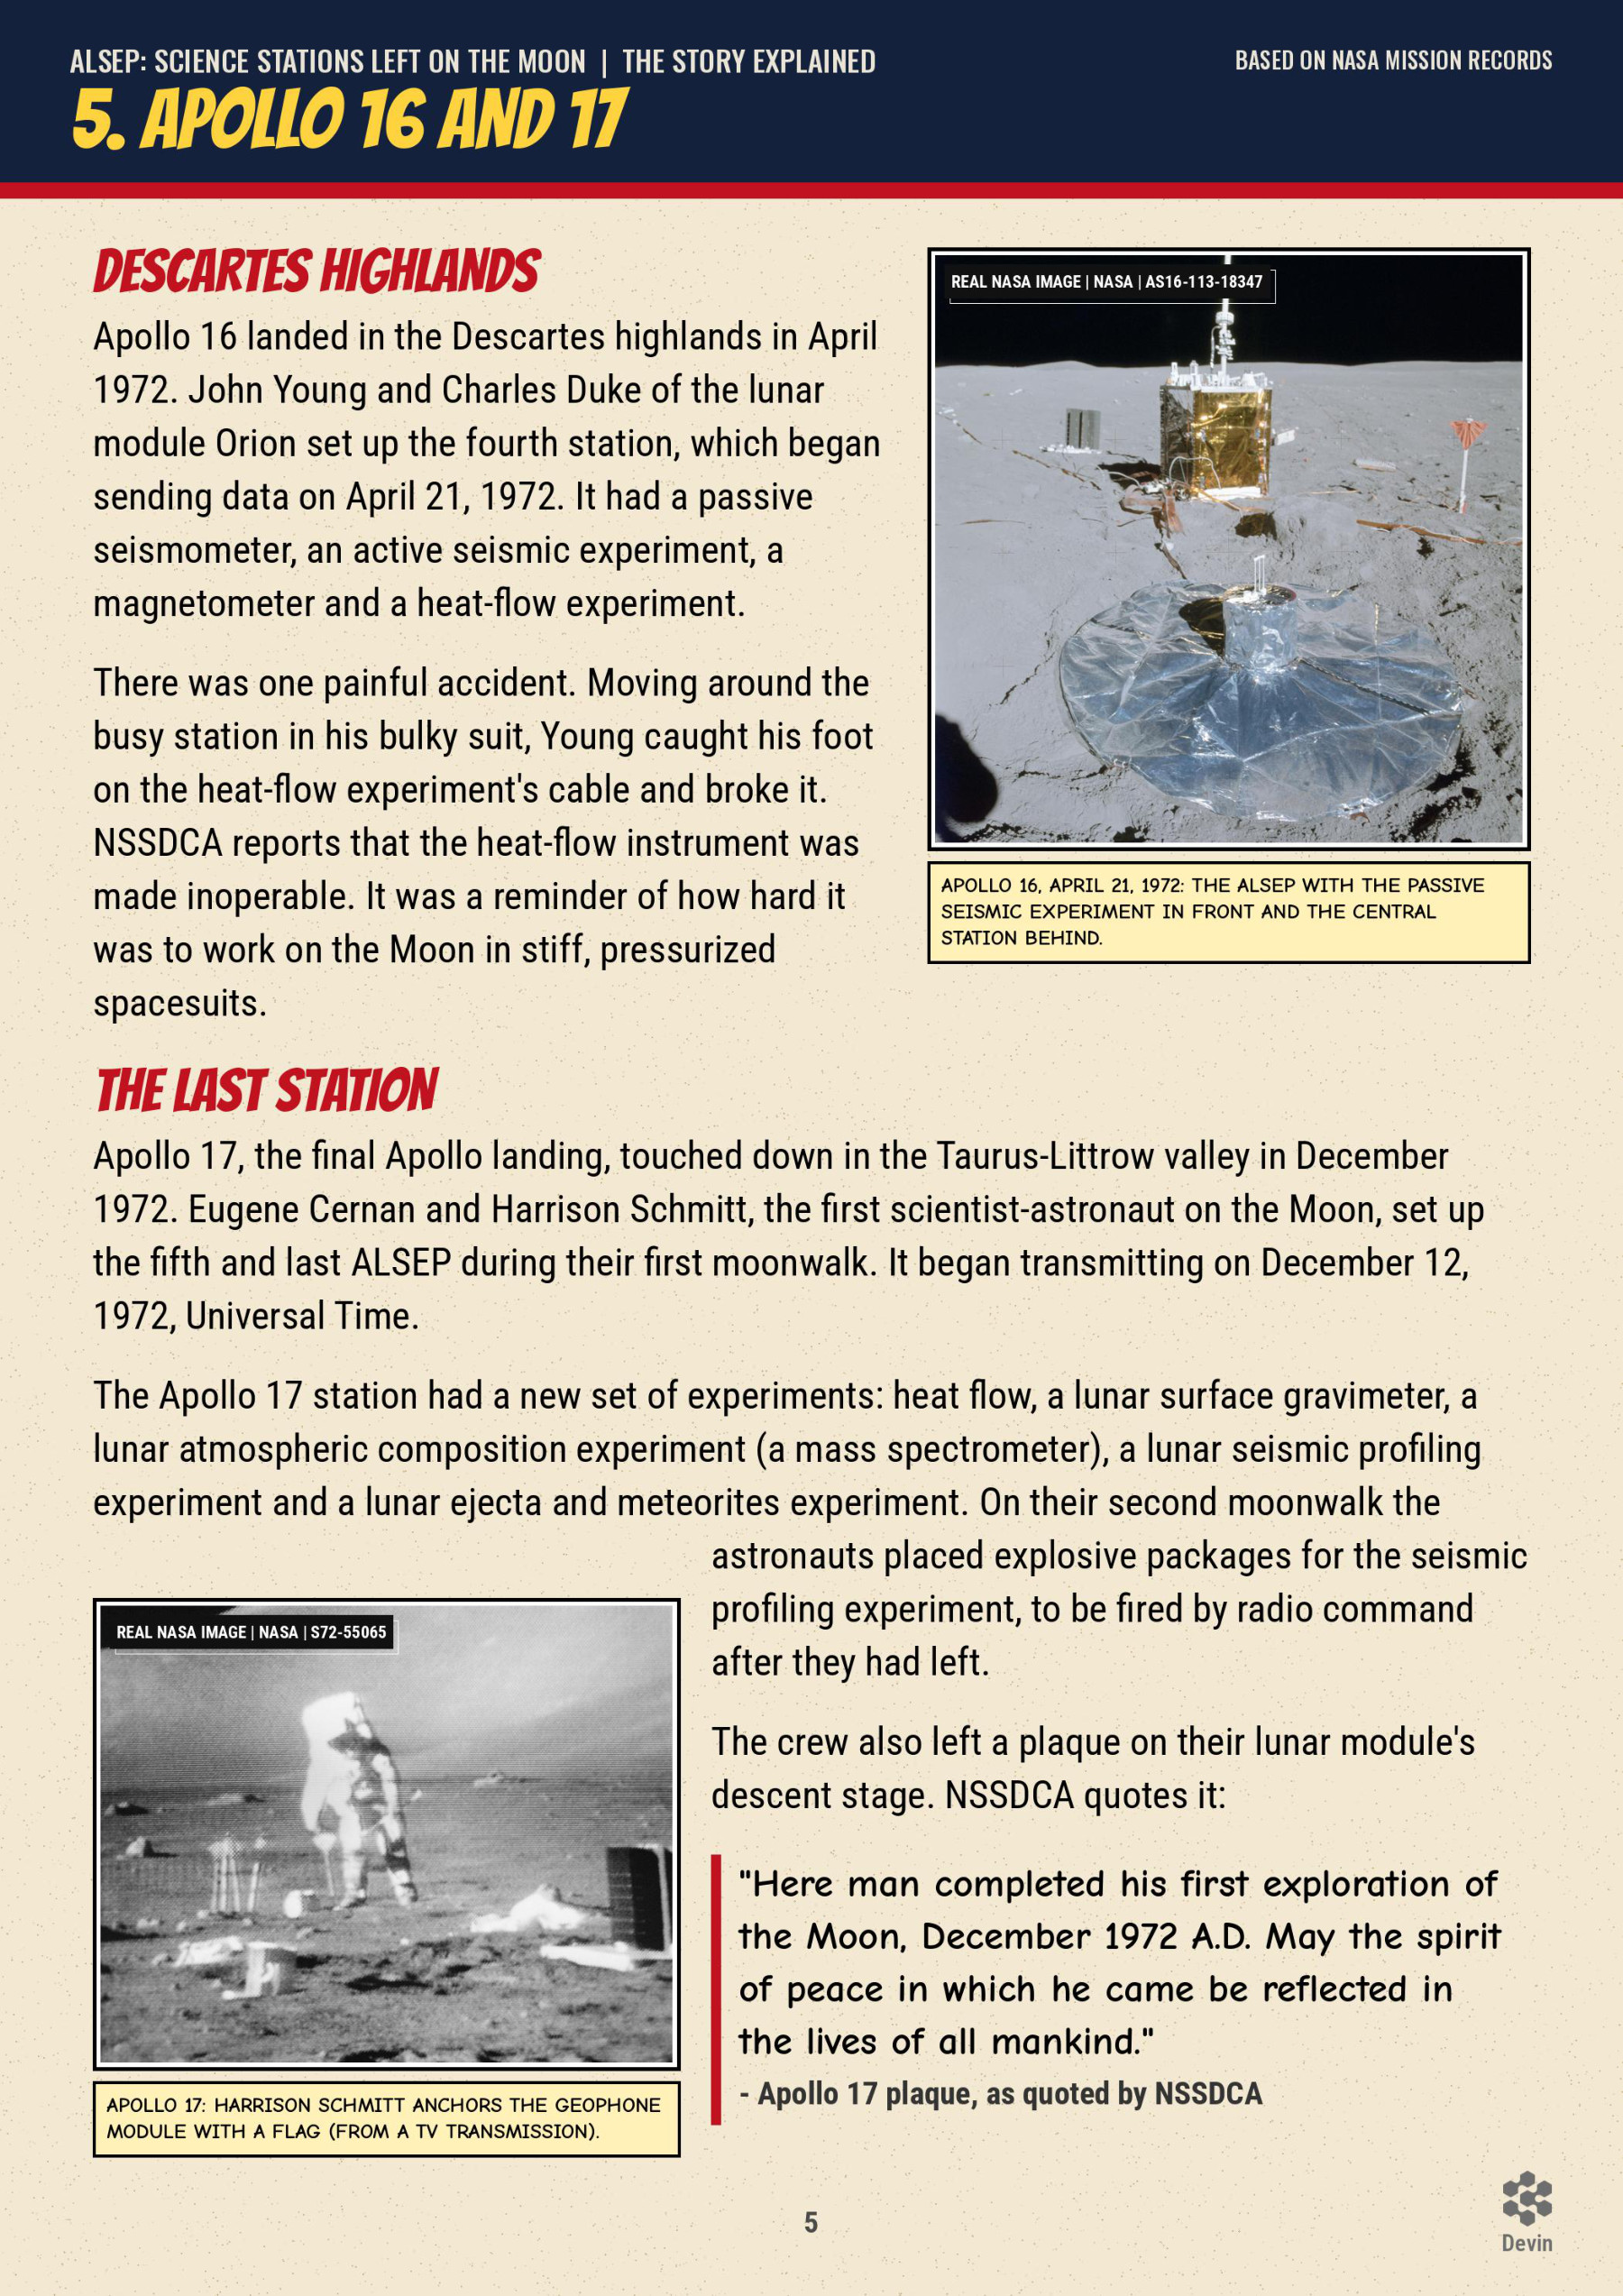 ALSEP: SCIENCE STATIONS LEFT ON THE MOON | THE STORY EXPLAINED
BASED ON NASA MISSION RECORDS
5. APOLLO 16 AND 17
DESCARTES HIGHLANDS
Apollo 16 landed in the Descartes highlands in April
1972. John Young and Charles Duke of the lunar
module Orion set up the fourth station, which began
sending data on April 21, 1972. It had a passive
seismometer, an active seismic experiment, a
magnetometer and a heat-flow experiment.
There was one painful accident. Moving around the
busy station in his bulky suit, Young caught his foot
on the heat-flow experiment's cable and broke it.
NSSDCA reports that the heat-flow instrument was
made inoperable. It was a reminder of how hard it
was to work on the Moon in stiff, pressurized
spacesuits.
REAL NASA IMAGE | NASA | AS16-113-18347
APOLLO 16, APRIL 21, 1972: THE ALSEP WITH THE PASSIVE
SEISMIC EXPERIMENT IN FRONT AND THE CENTRAL
STATION BEHIND.
THE LAST STATION
Apollo 17, the final Apollo landing, touched down in the Taurus-Littrow valley in December
1972. Eugene Cernan and Harrison Schmitt, the first scientist-astronaut on the Moon, set up
the fifth and last ALSEP during their first moonwalk. It began transmitting on December 12,
1972, Universal Time.
The Apollo 17 station had a new set of experiments: heat flow, a lunar surface gravimeter, a
lunar atmospheric composition experiment (a mass spectrometer), a lunar seismic profiling
experiment and a lunar ejecta and meteorites experiment. On their second moonwalk the
astronauts placed explosive packages for the seismic
profiling experiment, to be fired by radio command
after they had left.
REAL NASA IMAGE | NASA | S72-55065
APOLLO 17: HARRISON SCHMITT ANCHORS THE GEOPHONE
MODULE WITH A FLAG (FROM A TV TRANSMISSION).
The crew also left a plaque on their lunar module's
descent stage. NSSDCA quotes it:
"Here man completed his first exploration of
the Moon, December 1972 A.D. May the spirit
of peace in which he came be reflected in
the lives of all mankind."
- Apollo 17 plaque, as quoted by NSSDCA
5
Devin